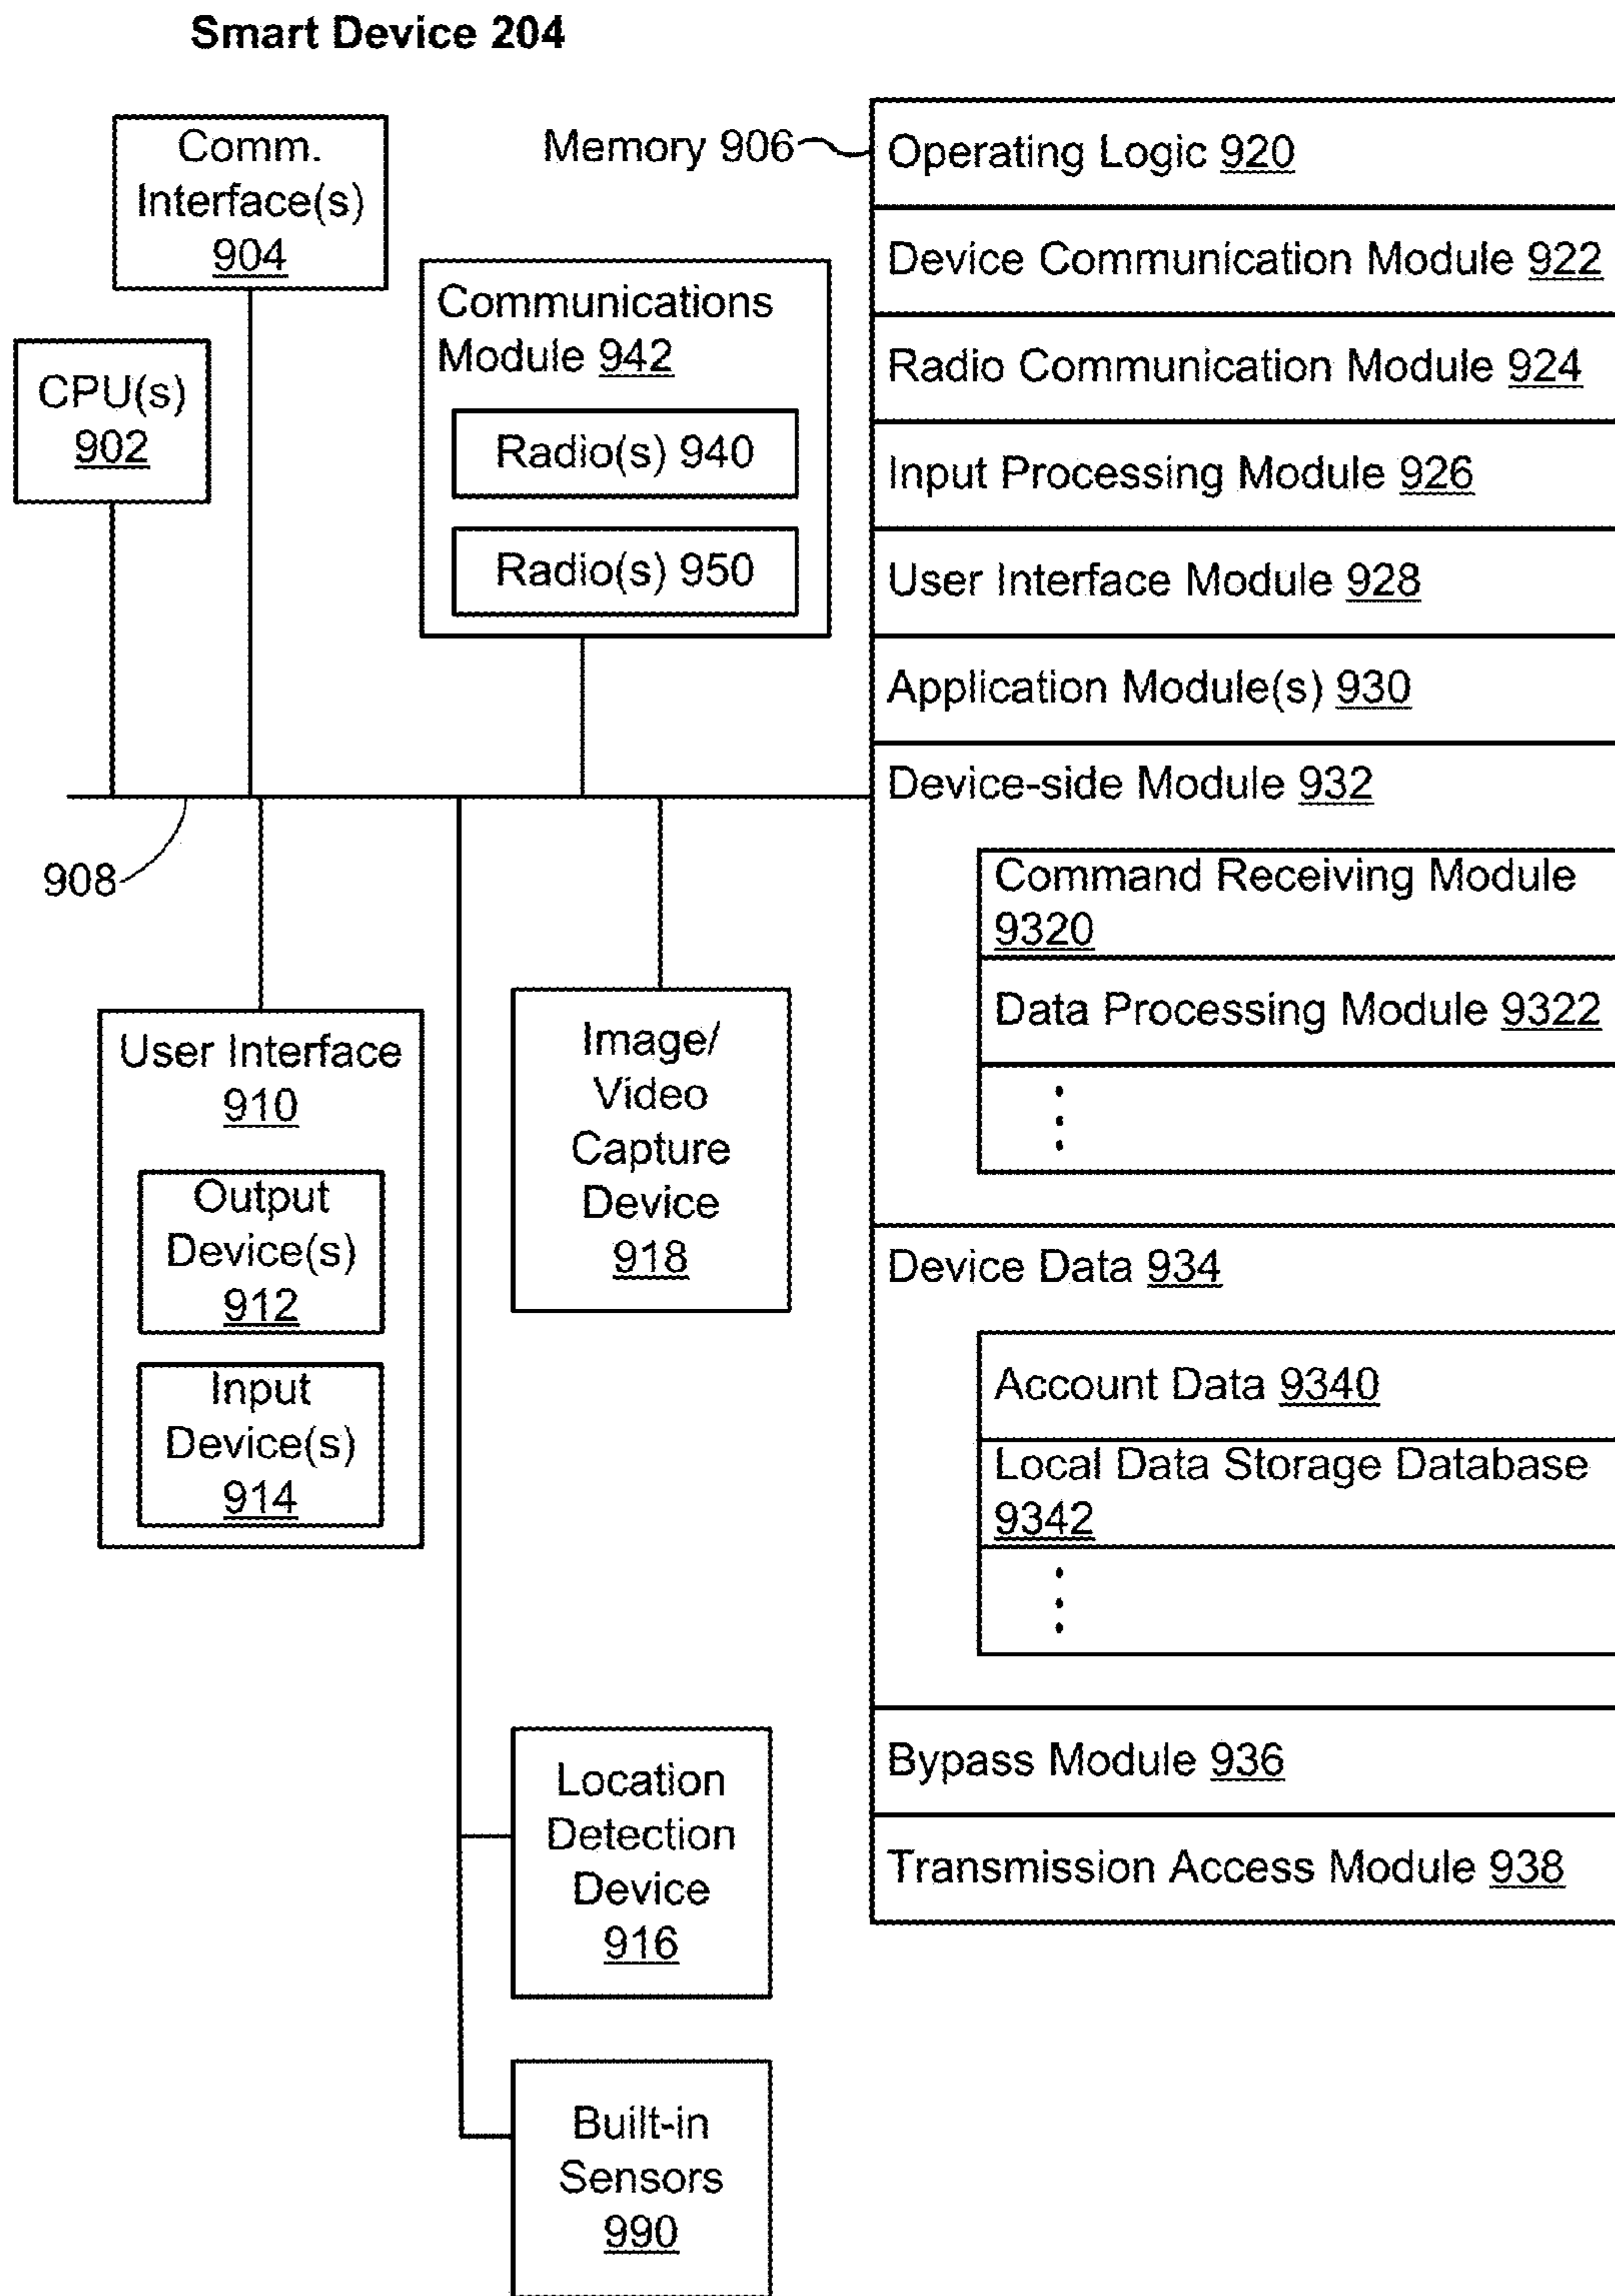 Smart Device 204
Comm.
Interface(s)
904
Memory 906
Communications
Module 942
Radio(s) 940
Radio(s) 950
CPU(s)
902
908
User Interface
910
Output
Device(s)
912
Input
Device(s)
914
Image/
Video
Capture
Device
918
Location
Detection
Device
916
Built-in
Sensors
990
Operating Logic 920
Device Communication Module 922
Radio Communication Module 924
Input Processing Module 926
User Interface Module 928
Application Module(s) 930
Device-side Module 932
Command Receiving Module
9320
Data Processing Module 9322
Device Data 934
Account Data 9340
Local Data Storage Database
9342
Bypass Module 936
Transmission Access Module 938